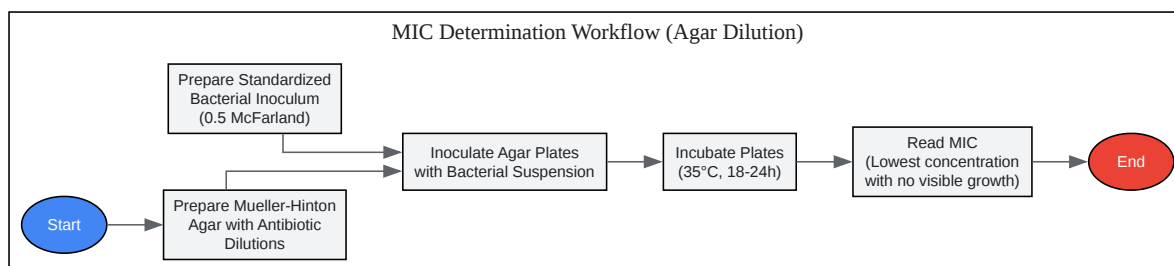 MIC Determination Workflow (Agar Dilution)
Prepare Standardized
Bacterial Inoculum
(0.5 McFarland)
Inoculate Agar Plates
with Bacterial Suspension
Incubate Plates
(35°C, 18-24h)
Read MIC
(Lowest concentration
with no visible growth)
End
Start
Prepare Mueller-Hinton
Agar with Antibiotic
Dilutions